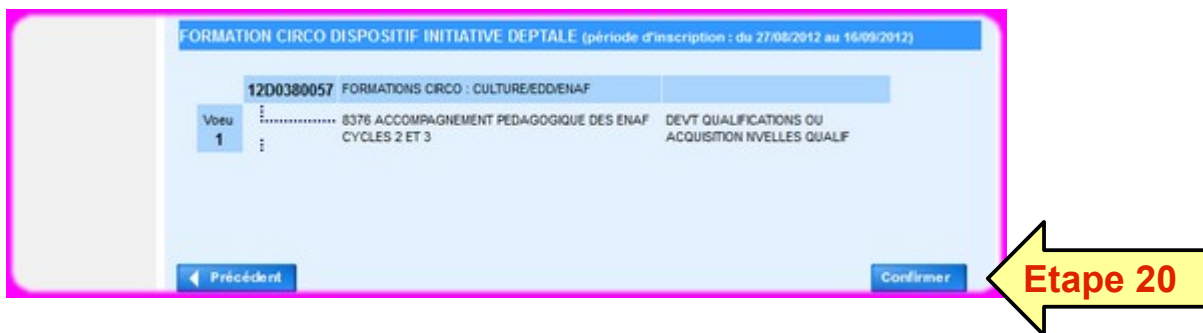 FORMATION CIRCO DISPOSITIF INITIATIVE DEPTALE (période d'inscription : du 27/08/2012 au 16/09/2012)
12D0380057 FORMATIONS CIRCO : CULTURE/EDD/ENAF
Voeu 8376 ACCOMPAGNEMENT PEDAGOGIQUE DES ENAF DEVT QUALIFICATIONS OU
1 CYCLES 2 ET 3 ACQUISITION NVELLES QUALIF
Précédent Confirmer Etape 20